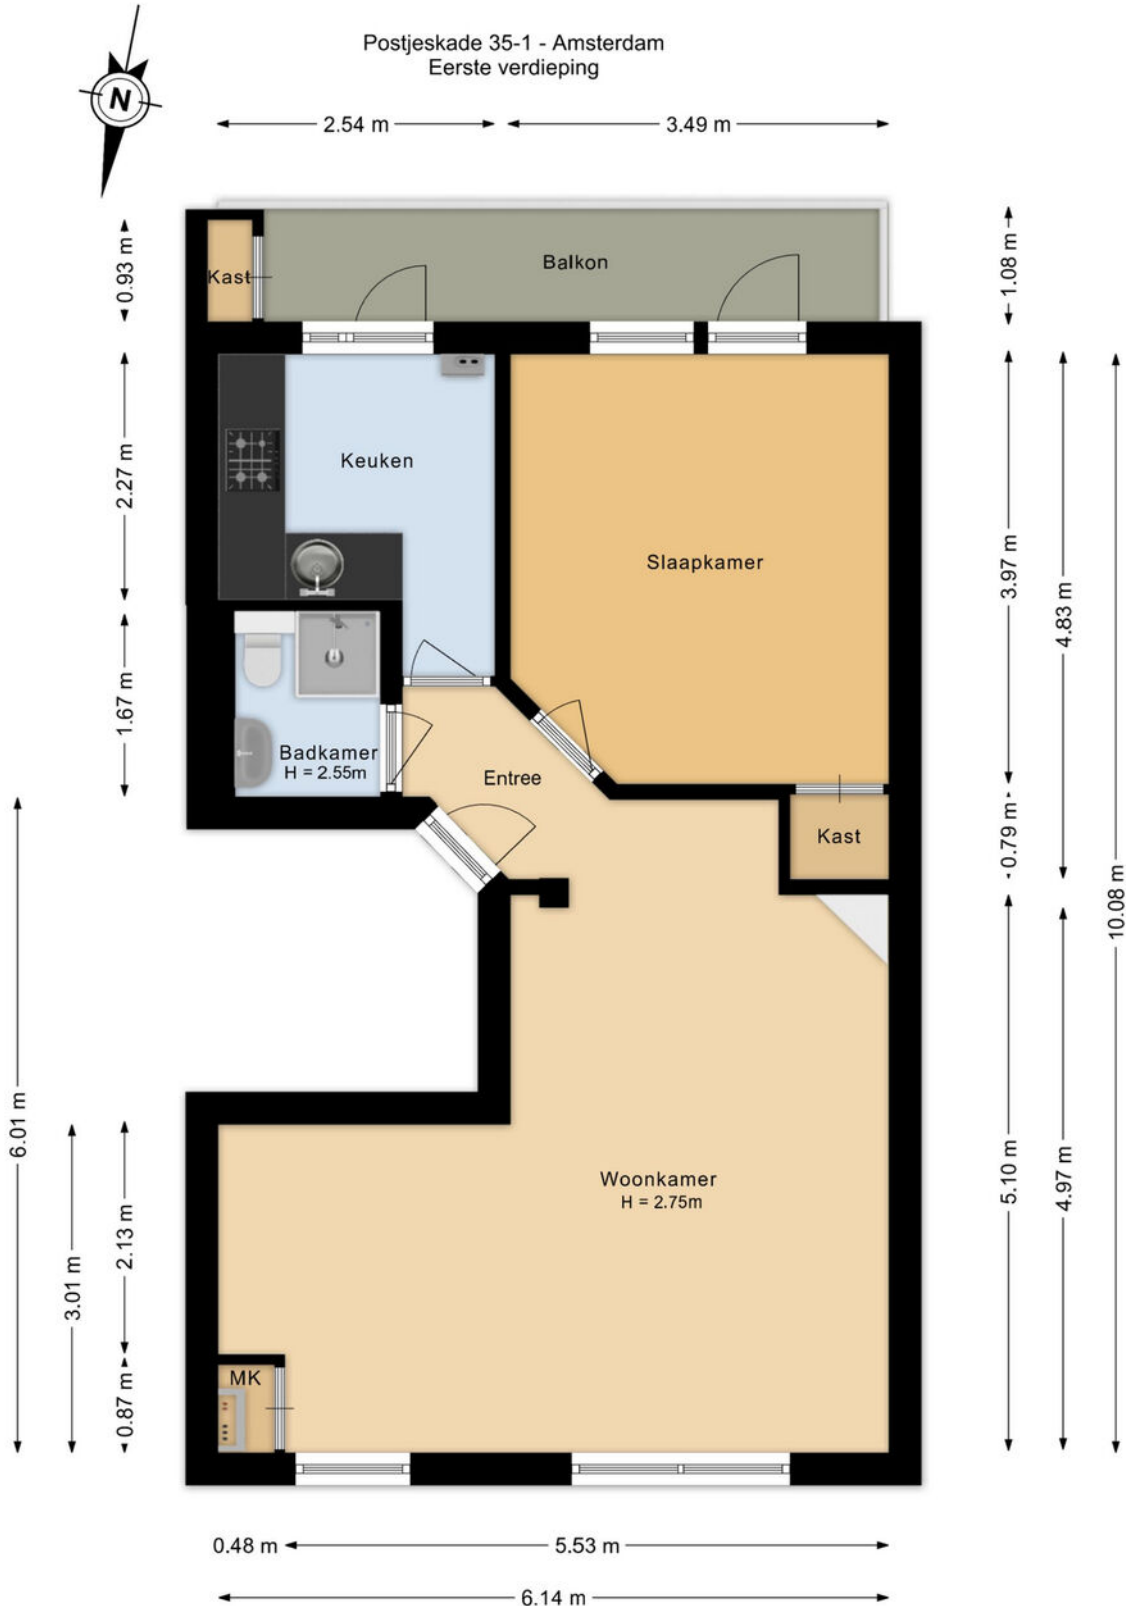 Postjeskade 35-1 - Amsterdam
Eerste verdieping
N
2.54 m
3.49 m
0.93 m
Kast
Balkon
1.08 m
2.27 m
Keuken
Slaapkamer
3.97 m
4.83 m
10.08 m
1.67 m
Badkamer
H = 2.55m
Entree
Kast
0.79 m
6.01 m
3.01 m
2.13 m
Woonkamer
H = 2.75m
5.10 m
4.97 m
0.87 m
MK
0.48 m
5.53 m
6.14 m